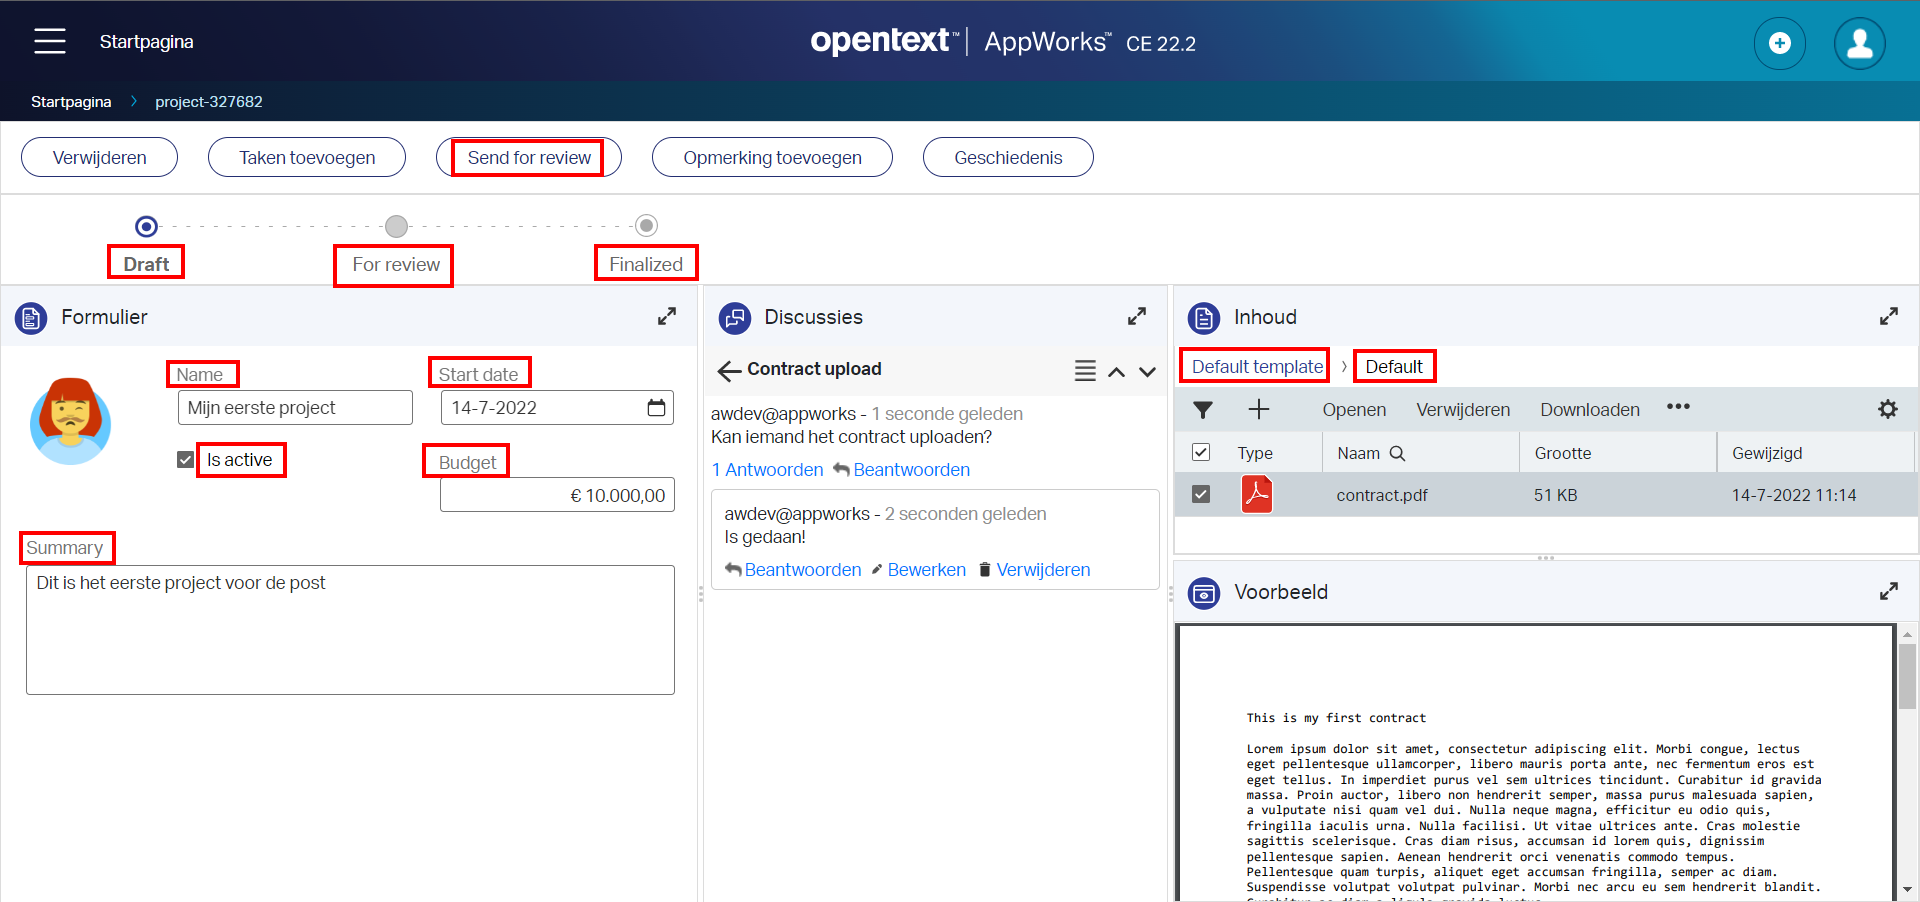 Startpagina
opentext™ | AppWorks™ CE 22.2
Startpagina > project-327682
Verwijderen
Taken toevoegen
Send for review
Opmerking toevoegen
Geschiedenis
Draft
For review
Finalized
Formulier
Name
Mijn eerste project
Start date
14-7-2022
Is active
Budget
€ 10.000,00
Summary
Dit is het eerste project voor de post
Discussies
Contract upload
awdev@appworks - 1 seconde geleden
Kan iemand het contract uploaden?
1 Antwoorden Beantwoorden
awdev@appworks - 2 seconden geleden
Is gedaan!
Beantwoorden Bewerken Verwijderen
Inhoud
Default template > Default
Openen Verwijderen Downloaden •••
Type Naam Grootte Gewijzigd
contract.pdf 51 KB 14-7-2022 11:14
Voorbeeld
This is my first contract
Lorem ipsum dolor sit amet, consectetur adipiscing elit. Morbi congue, lectus
eget pellentesque ullamcorper, libero mauris porta ante, nec fermentum eros est
eget tellus. In imperdiet purus vel sem ultrices tincidunt. Curabitur id gravida
massa. Proin auctor, libero non hendrerit semper, massa purus malesuada sapien,
a vulputate nisi quam vel dui. Nulla neque magna, efficitur eu odio quis,
fringilla iaculis urna. Nulla facilisi. Ut vitae ultrices ante. Cras molestie
sagittis scelerisque. Cras diam risus, accumsan id lorem quis, dignissim
pellentesque sapien. Aenean hendrerit orci venenatis commodo tempus.
Pellentesque quam turpis, aliquet eget accumsan fringilla, semper ac diam.
Suspendisse volutpat volutpat pulvinar. Morbi nec arcu eu sem hendrerit blandit.